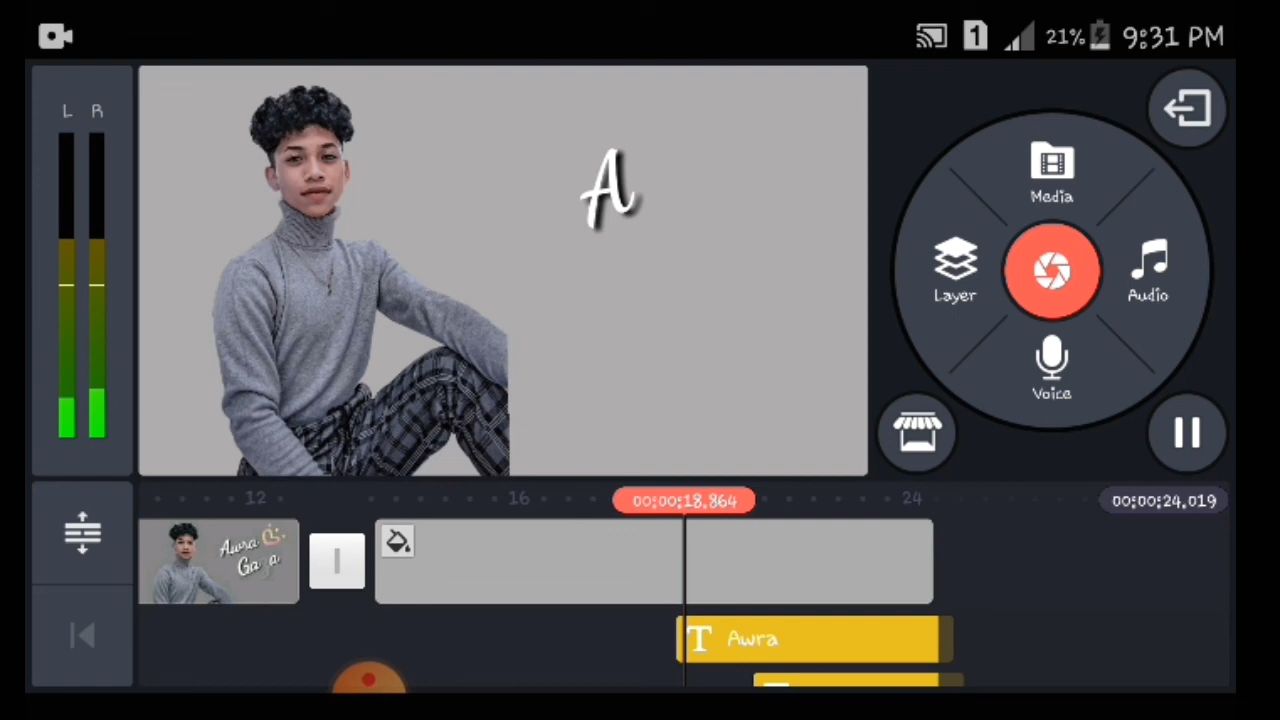 1 21% 9:31 PM
L R
A
Media
Layer
Audio
Voice
12 16 00:00:18.864 24 00:00:24.019
Awra
Awra